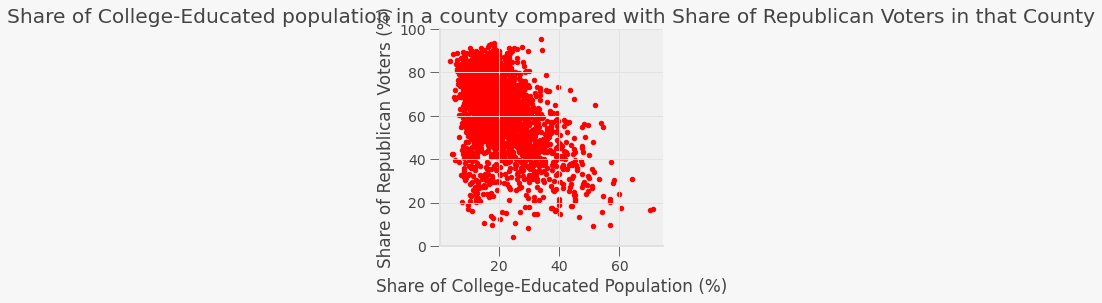 Share of College-Educated population in a county compared with Share of Republican Voters in that County
Share of Republican Voters (%)
100
80
60
40
20
0
20 40 60
Share of College-Educated Population (%)